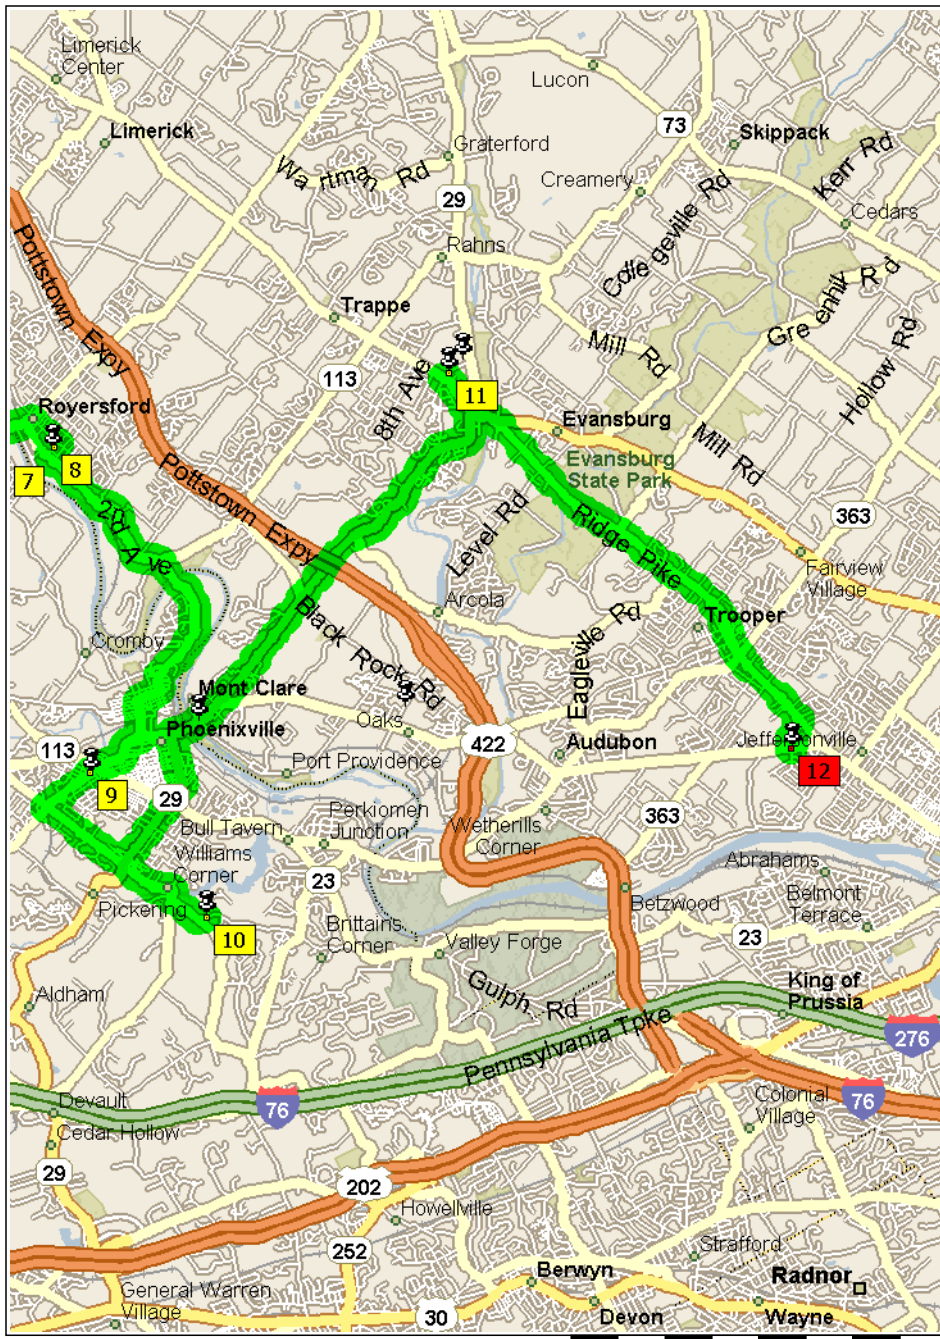 Limerick
Center
Lucon
Limerick
73
Skippack
Graterford
Wartman Rd
Kerr Rd
Creamery
Collegeville Rd
29
Cedars
Rahns
Pottstown Expy
Trappe
Greenhill Rd
Mill Rd
Hollow Rd
113
8th Ave
11
Royersford
Evansburg
Mill Rd
Evansburg
State Park
7
8
Pottstown Expy
2nd Ave
Level Rd
Ridge Pike
363
Fairview
Village
Arcola
Black Rock Rd
Eagleville Rd
Trooper
Cromby
Mont Clare
Oaks
Phoenixville
113
422
Audubon
Jeffersonville
Port Providence
12
9
29
Perkiomen
Junction
Wetherills
Corner
363
Bull Tavern
Williams
Corner
Abrahams
23
Belmont
Terrace
Pickering
Betzwood
10
Brittains
Corner
Valley Forge
23
Gulph Rd
King of
Prussia
Aldham
Pennsylvania Tpke
276
Devault
76
76
Colonial
Village
Cedar Hollow
29
202
Howellville
252
Strafford
Berwyn
Radnor
General Warren
Village
30
Devon
Wayne